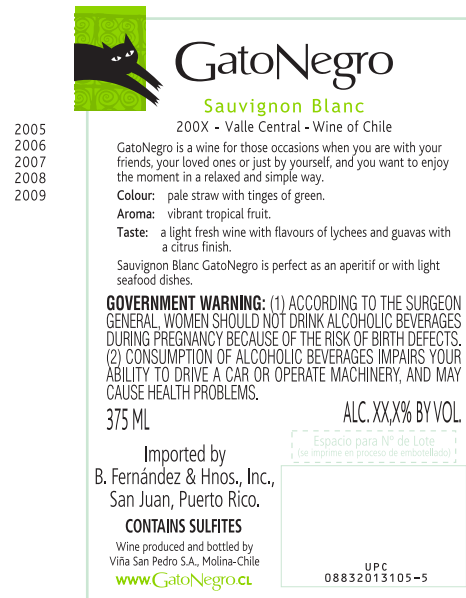 GatoNegro
Sauvignon Blanc
200X - Valle Central - Wine of Chile
2005
2006
2007
2008
2009
GatoNegro is a wine for those occasions when you are with your
friends, your loved ones or just by yourself, and you want to enjoy
the moment in a relaxed and simple way.
Colour: pale straw with tinges of green.
Aroma: vibrant tropical fruit.
Taste: a light fresh wine with flavours of lychees and guavas with
a citrus finish.
Sauvignon Blanc GatoNegro is perfect as an aperitif or with light
seafood dishes.
GOVERNMENT WARNING: (1) ACCORDING TO THE SURGEON
GENERAL, WOMEN SHOULD NOT DRINK ALCOHOLIC BEVERAGES
DURING PREGNANCY BECAUSE OF THE RISK OF BIRTH DEFECTS.
(2) CONSUMPTION OF ALCOHOLIC BEVERAGES IMPAIRS YOUR
ABILITY TO DRIVE A CAR OR OPERATE MACHINERY, AND MAY
CAUSE HEALTH PROBLEMS.
375 ML
ALC. XX,X% BY VOL.
Espacio para N° de Lote
(se imprime en proceso de embotellado)
Imported by
B. Fernández & Hnos., Inc.,
San Juan, Puerto Rico.
CONTAINS SULFITES
Wine produced and bottled by
Viña San Pedro S.A., Molina-Chile
www.GatoNegro.CL
UPC
08832013105-5